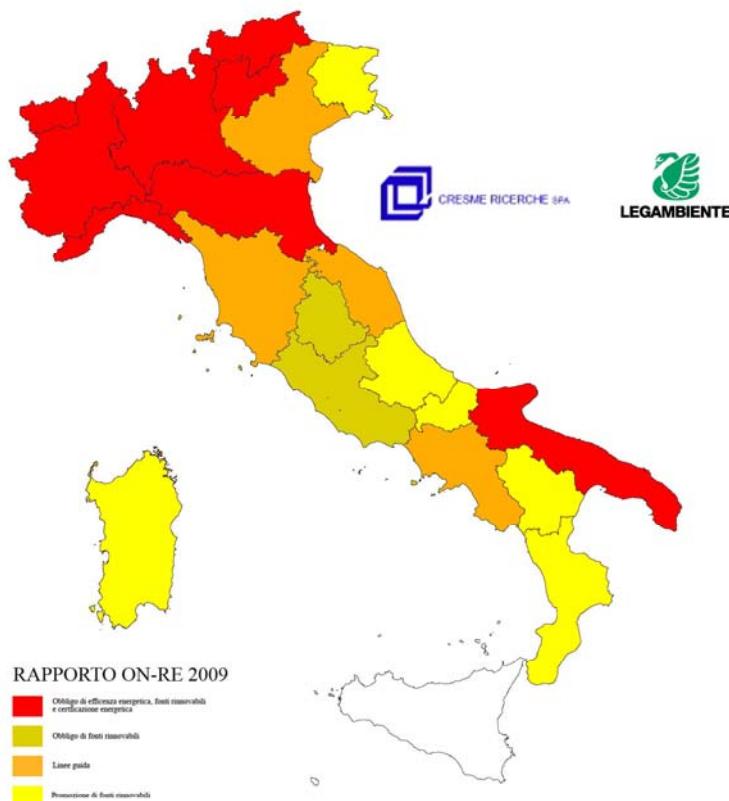 CRESME RICERCHE SPA
LEGAMBIENTE
RAPPORTO ON-RE 2009
Obbligo di efficenza energetica, fonti rinnovabili
e certificazione energetica
Obbligo di fonti rinnovabili
Linee guida
Promozione di fonti rinnovabili